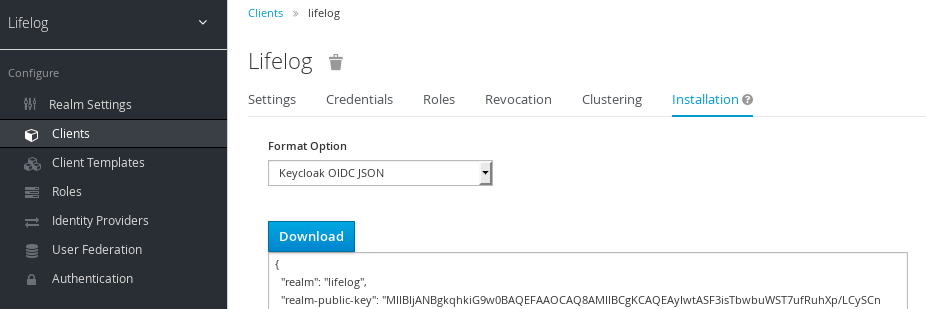 Lifelog
Configure
Realm Settings
Clients
Client Templates
Roles
Identity Providers
User Federation
Authentication
Clients » lifelog
Lifelog
Settings Credentials Roles Revocation Clustering Installation
Format Option
Keycloak OIDC JSON
Download
{
"realm": "lifelog",
"realm-public-key": "MIIBIjANBgkqhkiG9w0BAQEFAAOCAQ8AMIIBCgKCAQEAylwtASF3isTbwbuWST7ufRuhXp/LCySCn